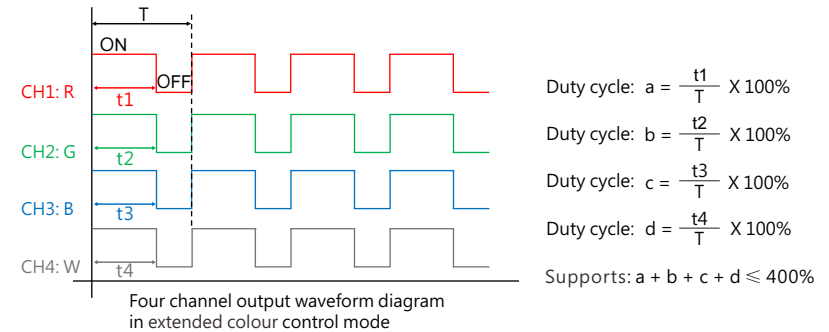 T
ON
OFF
CH1: R
t1
CH2: G
t2
CH3: B
t3
CH4: W
t4
Four channel output waveform diagram
in extended colour control mode
Duty cycle: a = t1/T X 100%
Duty cycle: b = t2/T X 100%
Duty cycle: c = t3/T X 100%
Duty cycle: d = t4/T X 100%
Supports: a + b + c + d ⩽ 400%